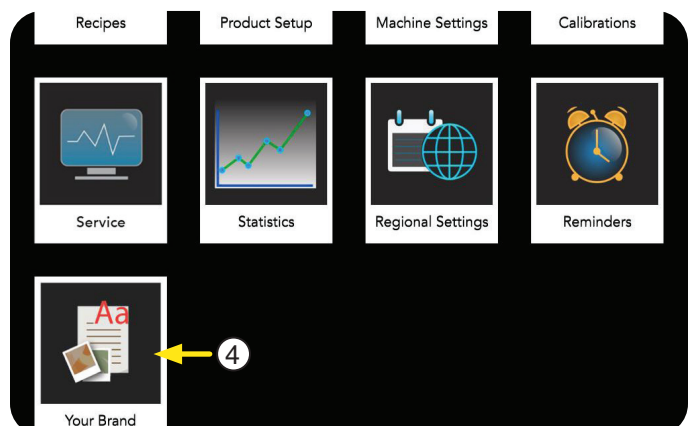 Recipes Product Setup Machine Settings Calibrations
Service Statistics Regional Settings Reminders
Aa
4
Your Brand